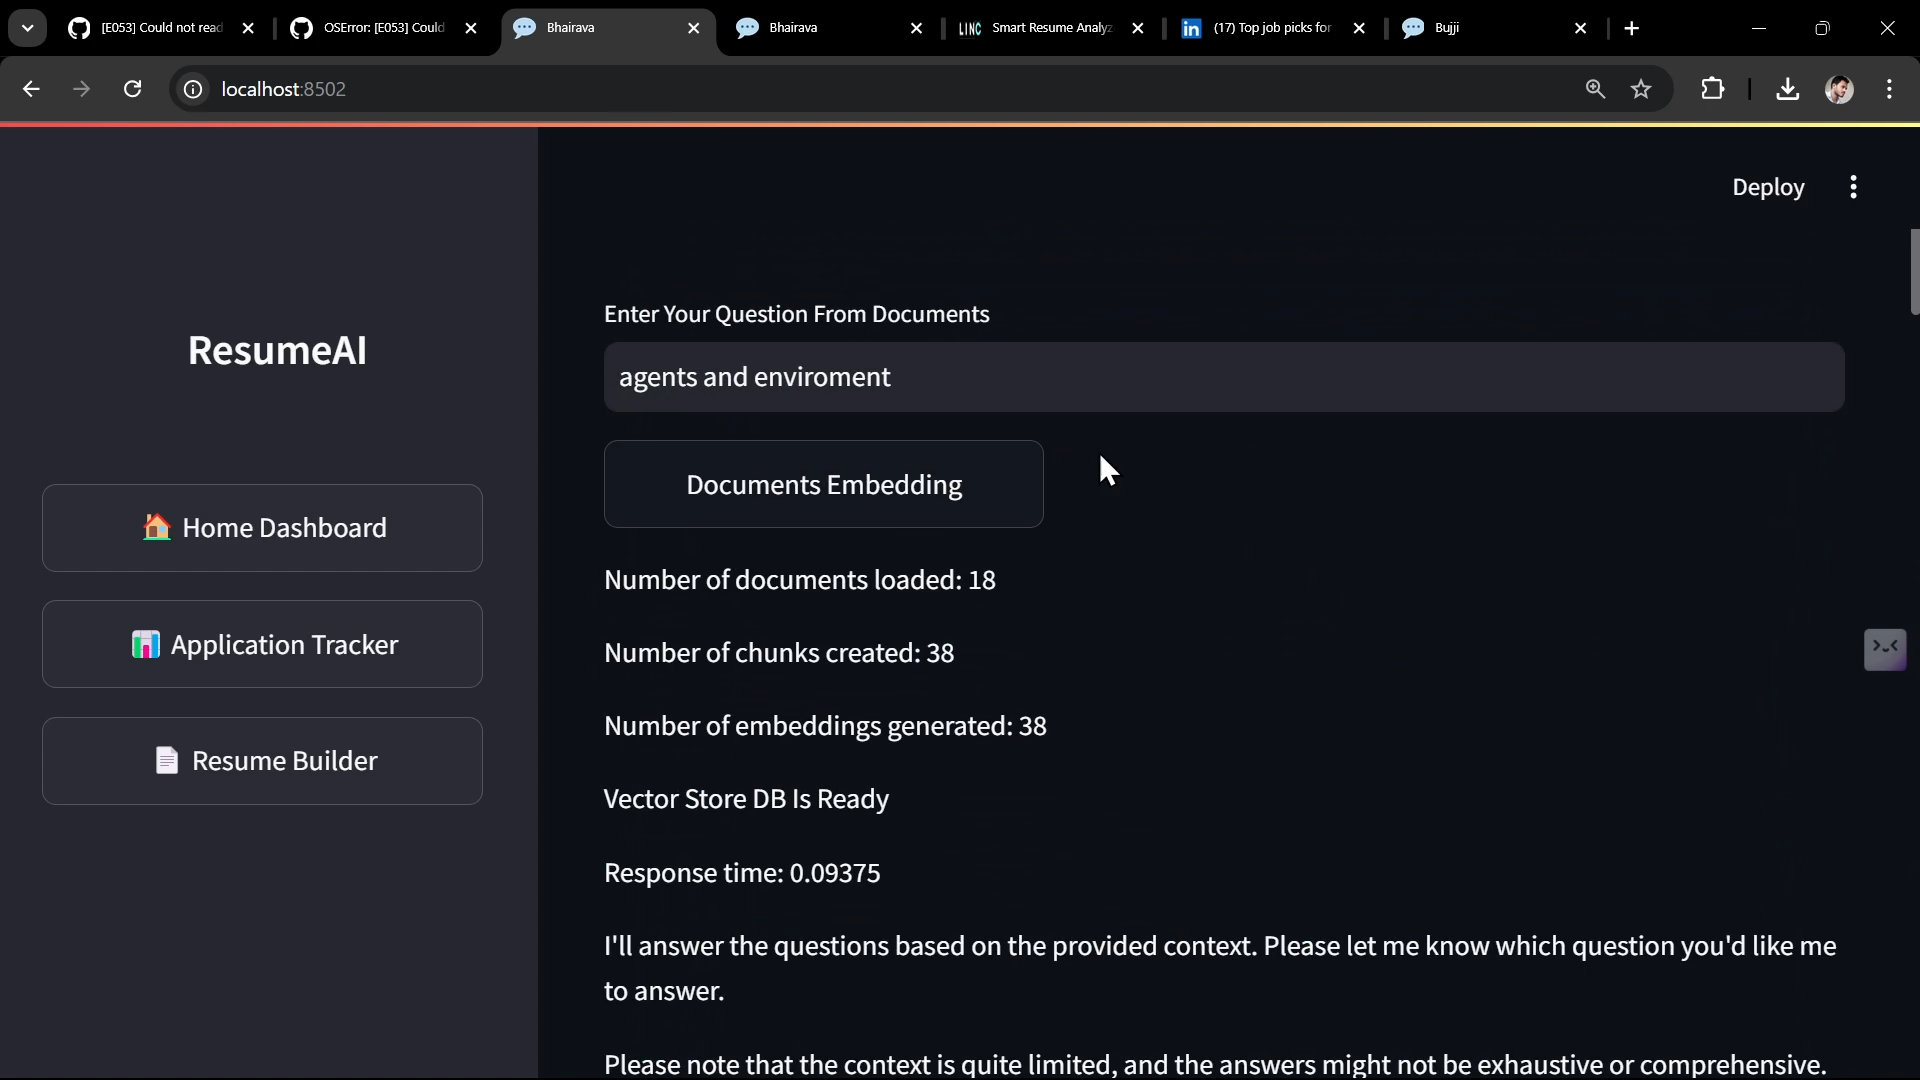 [E053] Could not read
OSError: [E053] Could
Bhairava
Bhairava
LINC Smart Resume Analyz
in (17) Top job picks for
Bujji
localhost:8502
Deploy
ResumeAI
Home Dashboard
Application Tracker
Resume Builder
Enter Your Question From Documents
agents and enviroment
Documents Embedding
Number of documents loaded: 18
Number of chunks created: 38
Number of embeddings generated: 38
Vector Store DB Is Ready
Response time: 0.09375
I'll answer the questions based on the provided context. Please let me know which question you'd like me
to answer.
Please note that the context is quite limited, and the answers might not be exhaustive or comprehensive.